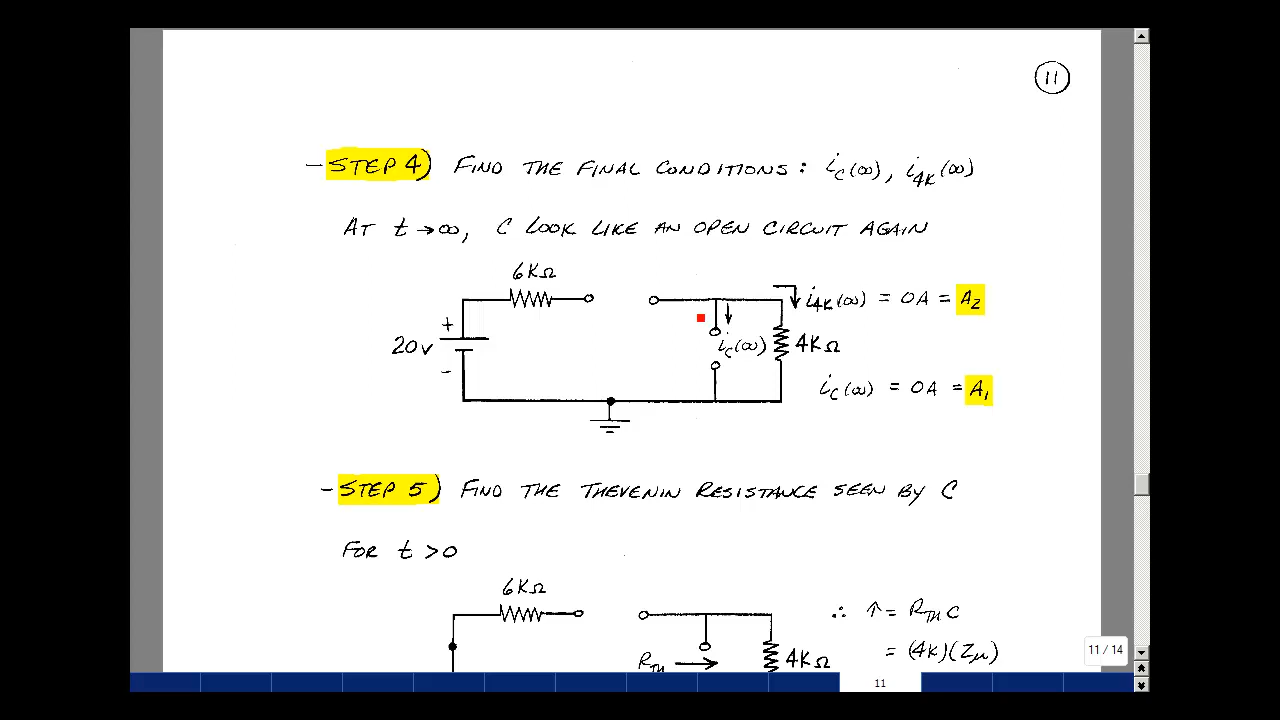 11
- STEP 4) FIND THE FINAL CONDITIONS: iC(∞), i4K(∞)
AT t→∞, C LOOK LIKE AN OPEN CIRCUIT AGAIN
6KΩ
i4K(∞) = 0A = A2
+
20V
-
iC(∞)
4KΩ
iC(∞) = 0A = A1
- STEP 5) FIND THE THEVENIN RESISTANCE SEEN BY C
FOR t > 0
6KΩ
∴ τ = RTH C
RTH
4KΩ
= (4K)(2μ)
11 / 14
11